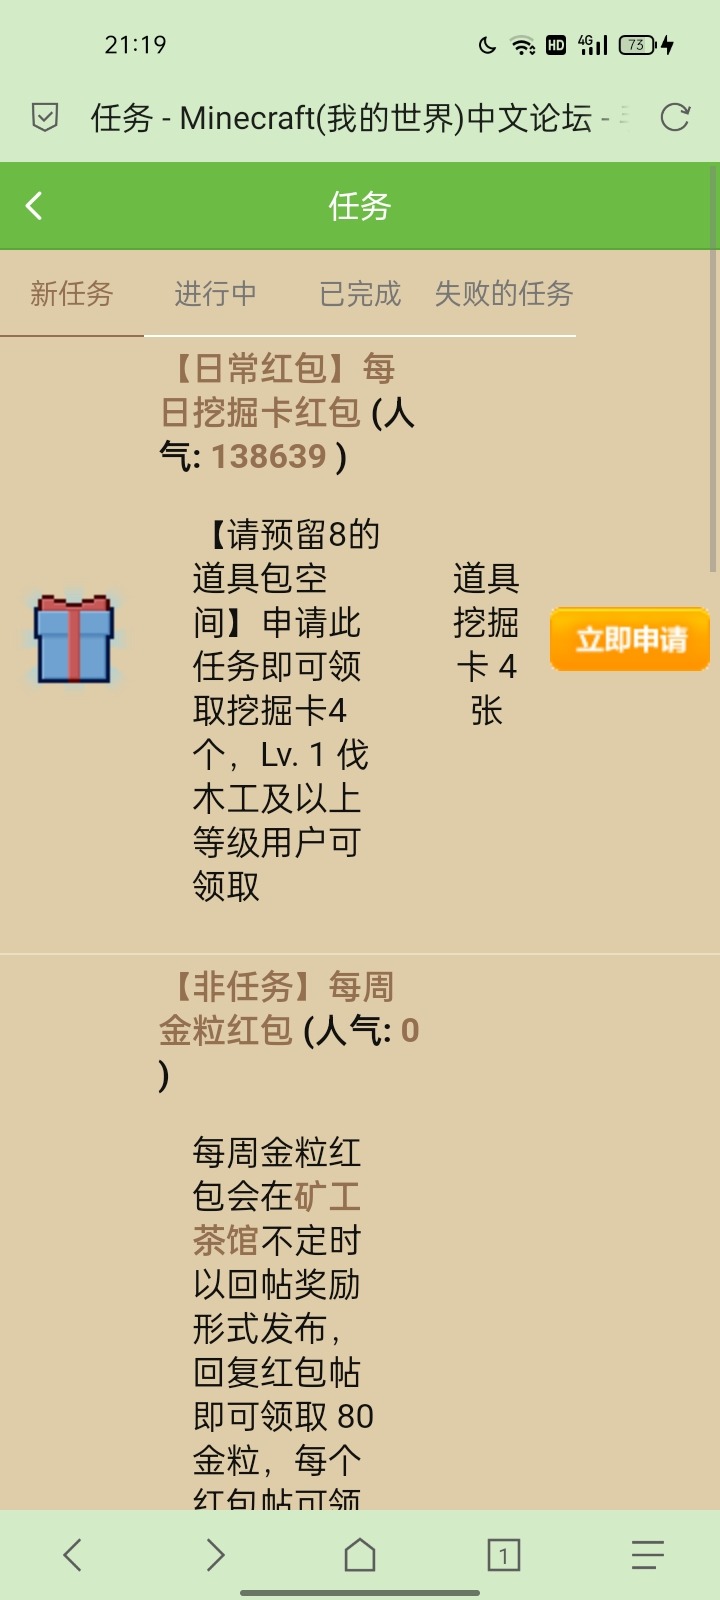 21:19
HD 4G 73
任务 - Minecraft(我的世界)中文论坛 -
任务
新任务 进行中 已完成 失败的任务
【日常红包】每
日挖掘卡红包 (人
气: 138639 )
【请预留8的
道具包空
间】申请此
任务即可领
取挖掘卡4
个，Lv. 1 伐
木工及以上
等级用户可
领取
道具
挖掘
卡 4
张
立即申请
【非任务】每周
金粒红包 (人气: 0
)
每周金粒红
包会在矿工
茶馆不定时
以回帖奖励
形式发布，
回复红包帖
即可领取 80
金粒，每个
红包帖可领
1